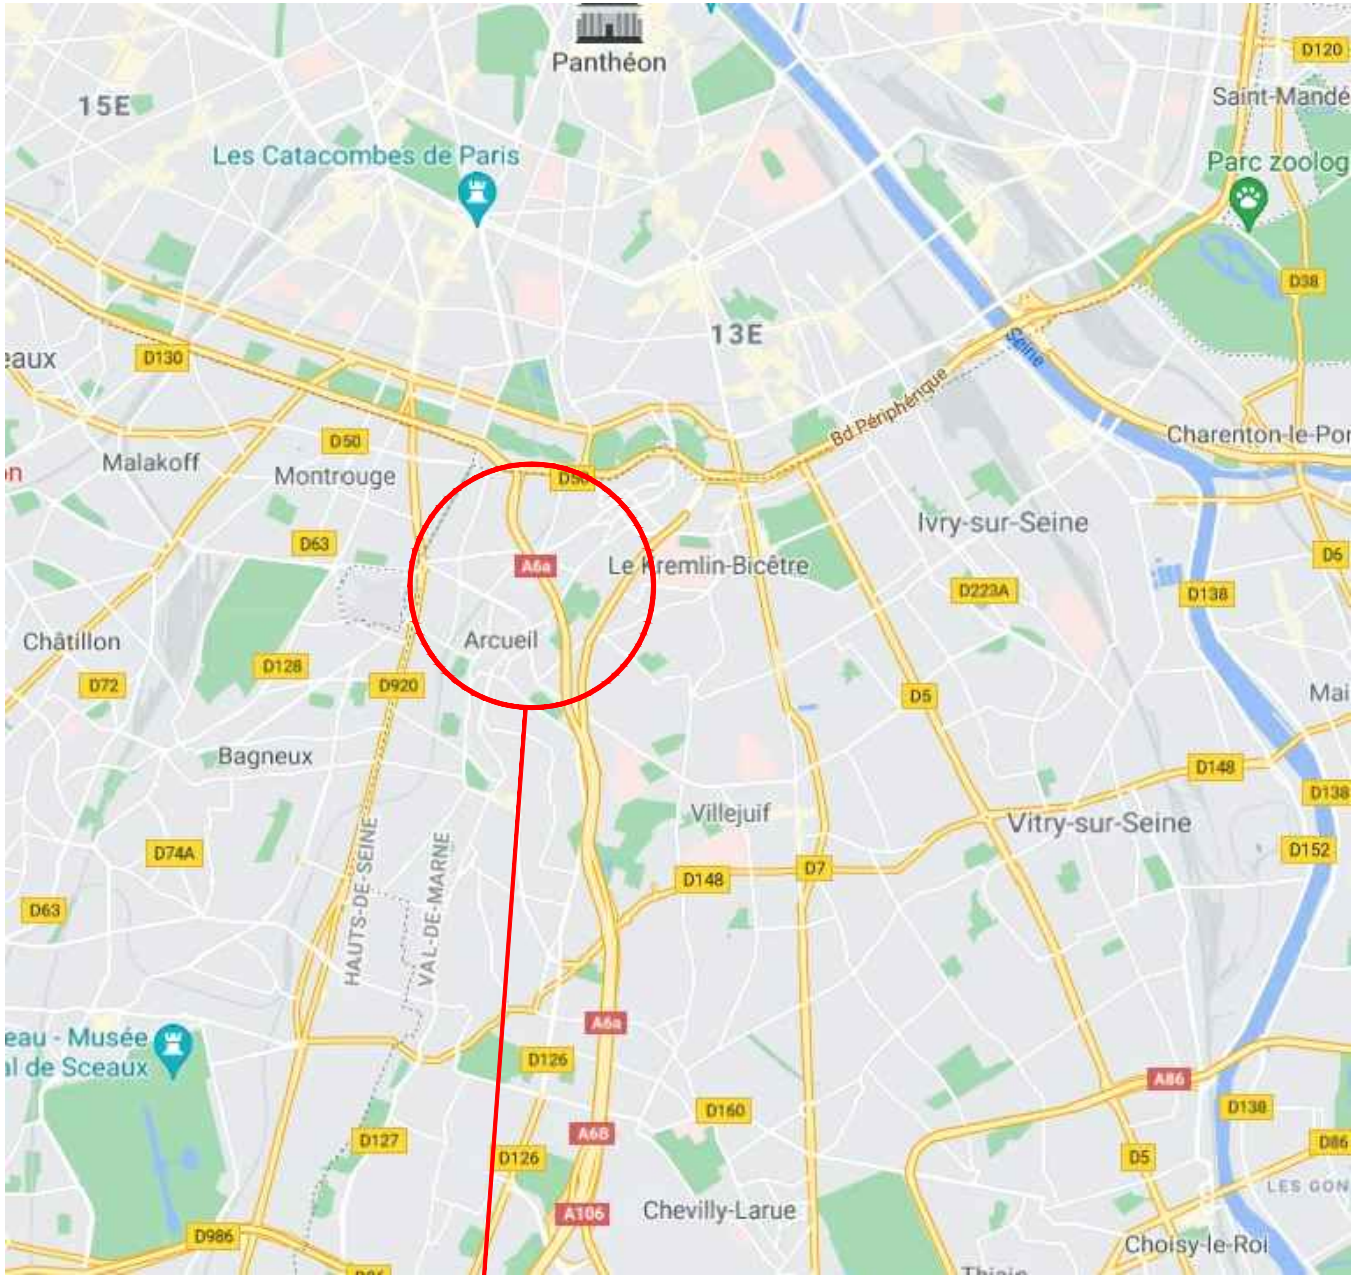 Panthéon
D120
15E
Saint-Mandé
Les Catacombes de Paris
Parc zoolog
D38
13E
Seine
eaux
D130
Bd Périphérique
D50
Charenton-le-Por
Malakoff
Montrouge
D50
on
Ivry-sur-Seine
D63
A6a
Le Kremlin-Bicêtre
D6
D223A
D138
Châtillon
Arcueil
D128
D72
D920
D5
Mai
Bagneux
D148
D138
Villejuif
Vitry-sur-Seine
D74A
D148
D7
D152
D63
HAUTS-DE-SEINE
VAL-DE-MARNE
A6a
eau - Musée
al de Sceaux
D126
A86
D160
D138
D127
A6B
D126
D5
D86
LES GON
A106
Chevilly-Larue
D986
Choisy-le-Roi